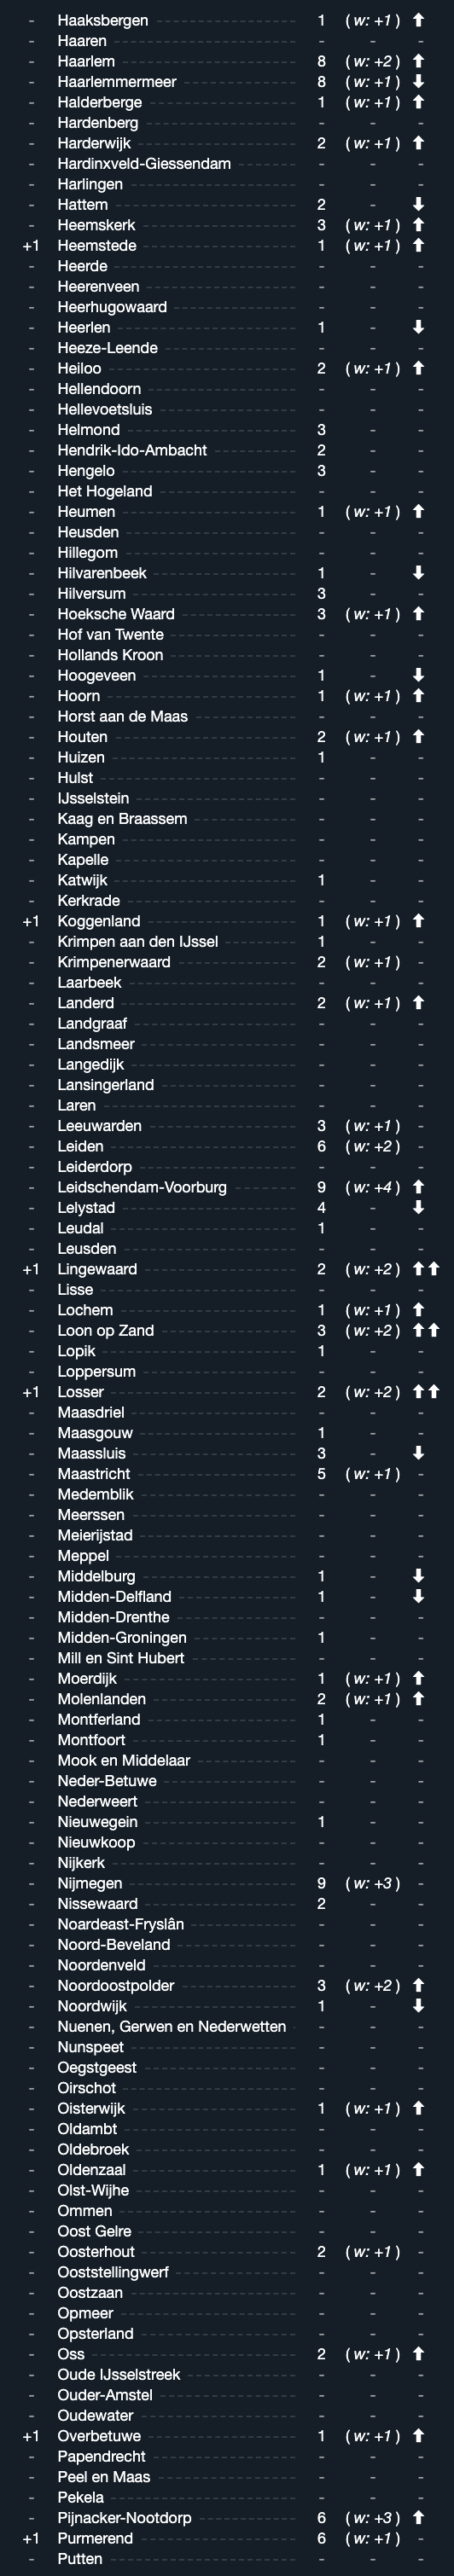 - Haaksbergen 1 ( w: +1 ) ⬆
- Haaren - - -
- Haarlem 8 ( w: +2 ) ⬆
- Haarlemmermeer 8 ( w: +1 ) ⬇
- Halderberge 1 ( w: +1 ) ⬆
- Hardenberg - - -
- Harderwijk 2 ( w: +1 ) ⬆
- Hardinxveld-Giessendam - - -
- Harlingen - - -
- Hattem 2 - ⬇
- Heemskerk 3 ( w: +1 ) ⬆
+1 Heemstede 1 ( w: +1 ) ⬆
- Heerde - - -
- Heerenveen - - -
- Heerhugowaard - - -
- Heerlen 1 - ⬇
- Heeze-Leende - - -
- Heiloo 2 ( w: +1 ) ⬆
- Hellendoorn - - -
- Hellevoetsluis - - -
- Helmond 3 - -
- Hendrik-Ido-Ambacht 2 - -
- Hengelo 3 - -
- Het Hogeland - - -
- Heumen 1 ( w: +1 ) ⬆
- Heusden - - -
- Hillegom - - -
- Hilvarenbeek 1 - ⬇
- Hilversum 3 - -
- Hoeksche Waard 3 ( w: +1 ) ⬆
- Hof van Twente - - -
- Hollands Kroon - - -
- Hoogeveen 1 - ⬇
- Hoorn 1 ( w: +1 ) ⬆
- Horst aan de Maas - - -
- Houten 2 ( w: +1 ) ⬆
- Huizen 1 - -
- Hulst - - -
- IJsselstein - - -
- Kaag en Braassem - - -
- Kampen - - -
- Kapelle - - -
- Katwijk 1 - -
- Kerkrade - - -
+1 Koggenland 1 ( w: +1 ) ⬆
- Krimpen aan den IJssel 1 - -
- Krimpenerwaard 2 ( w: +1 ) -
- Laarbeek - - -
- Landerd 2 ( w: +1 ) ⬆
- Landgraaf - - -
- Landsmeer - - -
- Langedijk - - -
- Lansingerland - - -
- Laren - - -
- Leeuwarden 3 ( w: +1 ) -
- Leiden 6 ( w: +2 ) -
- Leiderdorp - - -
- Leidschendam-Voorburg 9 ( w: +4 ) ⬆
- Lelystad 4 - ⬇
- Leudal 1 - -
- Leusden - - -
+1 Lingewaard 2 ( w: +2 ) ⬆⬆
- Lisse - - -
- Lochem 1 ( w: +1 ) ⬆
- Loon op Zand 3 ( w: +2 ) ⬆⬆
- Lopik 1 - -
- Loppersum - - -
+1 Losser 2 ( w: +2 ) ⬆⬆
- Maasdriel - - -
- Maasgouw 1 - -
- Maassluis 3 - ⬇
- Maastricht 5 ( w: +1 ) -
- Medemblik - - -
- Meerssen - - -
- Meierijstad - - -
- Meppel - - -
- Middelburg 1 - ⬇
- Midden-Delfland 1 - ⬇
- Midden-Drenthe - - -
- Midden-Groningen 1 - -
- Mill en Sint Hubert - - -
- Moerdijk 1 ( w: +1 ) ⬆
- Molenlanden 2 ( w: +1 ) ⬆
- Montferland 1 - -
- Montfoort 1 - -
- Mook en Middelaar - - -
- Neder-Betuwe - - -
- Nederweert - - -
- Nieuwegein 1 - -
- Nieuwkoop - - -
- Nijkerk - - -
- Nijmegen 9 ( w: +3 ) -
- Nissewaard 2 - -
- Noardeast-Fryslân - - -
- Noord-Beveland - - -
- Noordenveld - - -
- Noordoostpolder 3 ( w: +2 ) ⬆
- Noordwijk 1 - ⬇
- Nuenen, Gerwen en Nederwetten - - -
- Nunspeet - - -
- Oegstgeest - - -
- Oirschot - - -
- Oisterwijk 1 ( w: +1 ) ⬆
- Oldambt - - -
- Oldebroek - - -
- Oldenzaal 1 ( w: +1 ) ⬆
- Olst-Wijhe - - -
- Ommen - - -
- Oost Gelre - - -
- Oosterhout 2 ( w: +1 ) -
- Ooststellingwerf - - -
- Oostzaan - - -
- Opmeer - - -
- Opsterland - - -
- Oss 2 ( w: +1 ) ⬆
- Oude IJsselstreek - - -
- Ouder-Amstel - - -
- Oudewater - - -
+1 Overbetuwe 1 ( w: +1 ) ⬆
- Papendrecht - - -
- Peel en Maas - - -
- Pekela - - -
- Pijnacker-Nootdorp 6 ( w: +3 ) ⬆
+1 Purmerend 6 ( w: +1 ) -
- Putten - - -